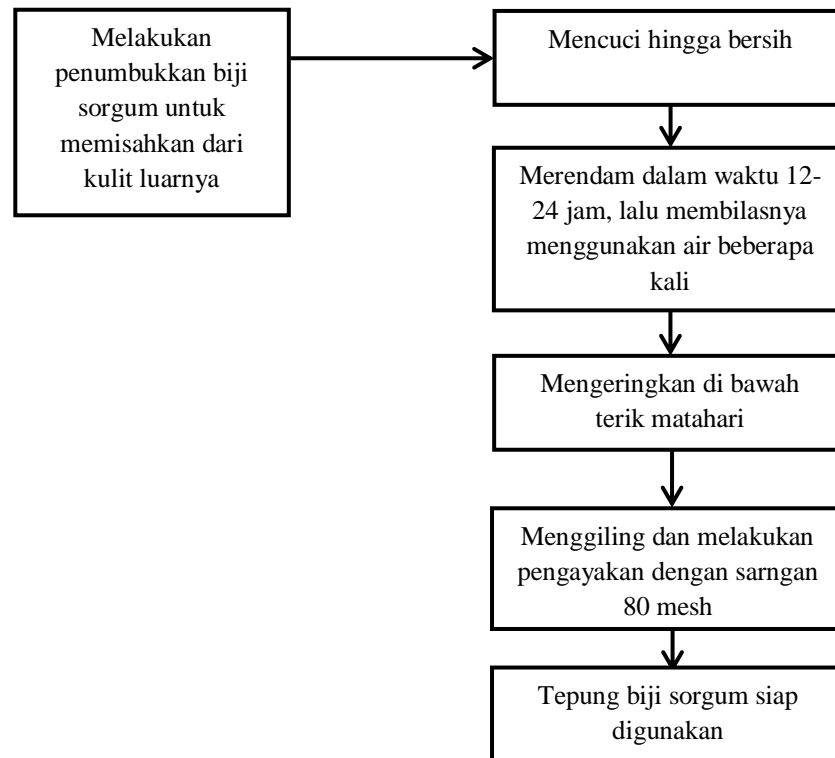 Melakukan
penumbukkan biji
sorgum untuk
memisahkan dari
kulit luarnya
Mencuci hingga bersih
Merendam dalam waktu 12-
24 jam, lalu membilasnya
menggunakan air beberapa
kali
Mengeringkan di bawah
terik matahari
Menggiling dan melakukan
pengayakan dengan sarngan
80 mesh
Tepung biji sorgum siap
digunakan